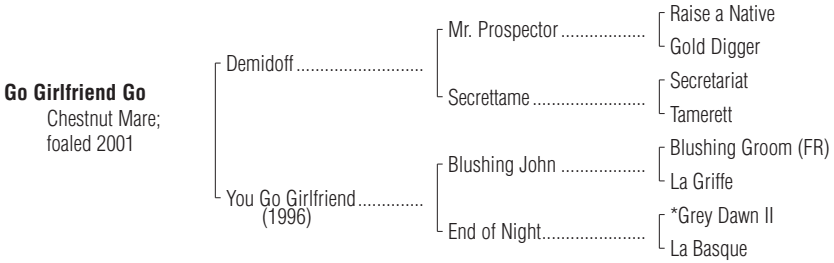 Go Girlfriend Go
Chestnut Mare;
foaled 2001
Demidoff
You Go Girlfriend
(1996)
Mr. Prospector
Secrettame
Blushing John
End of Night
Raise a Native
Gold Digger
Secretariat
Tamerett
Blushing Groom (FR)
La Griffe
*Grey Dawn II
La Basque